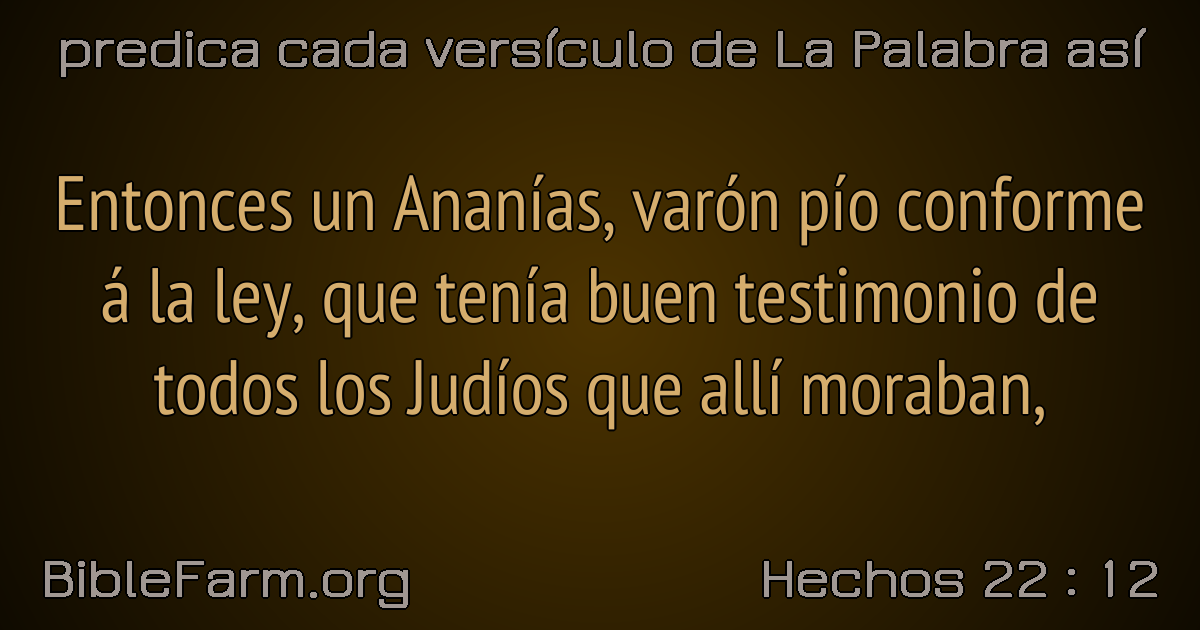 predica cada versículo de La Palabra así
Entonces un Ananías, varón pío conforme
á la ley, que tenía buen testimonio de
todos los Judíos que allí moraban,
BibleFarm.org
Hechos 22 : 12